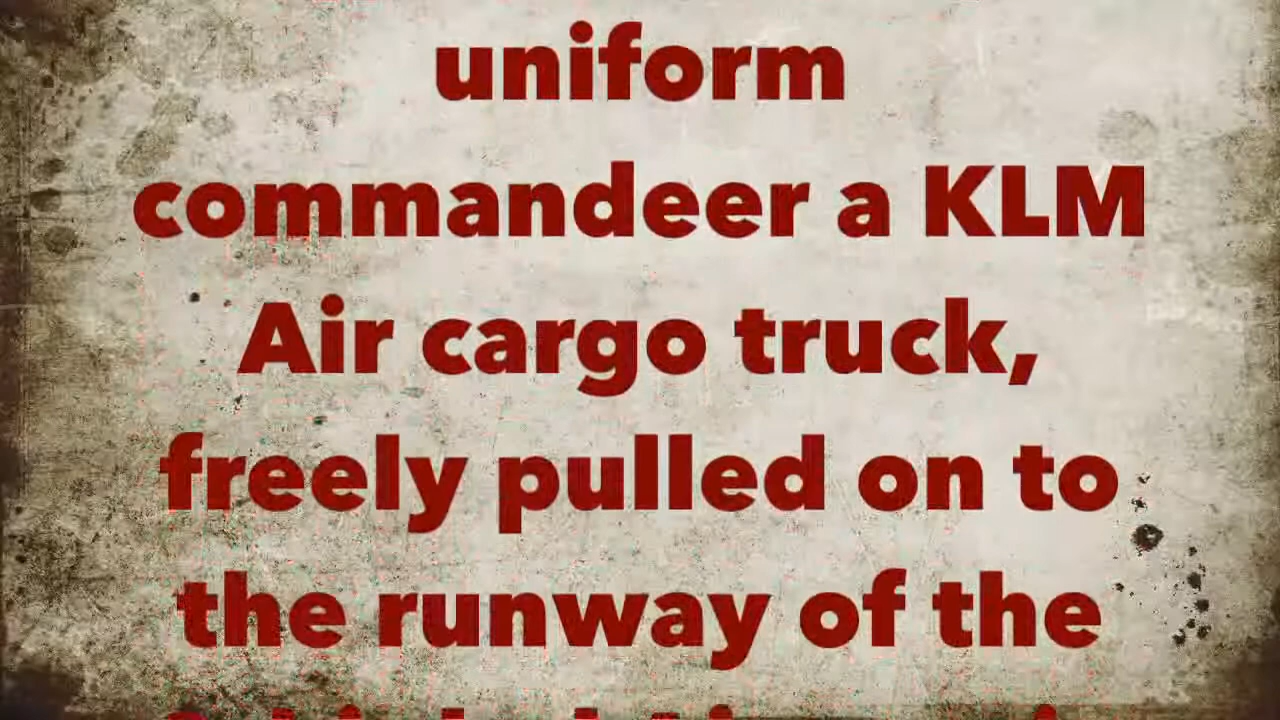 uniform
commandeer a KLM
Air cargo truck,
freely pulled on to
the runway of the